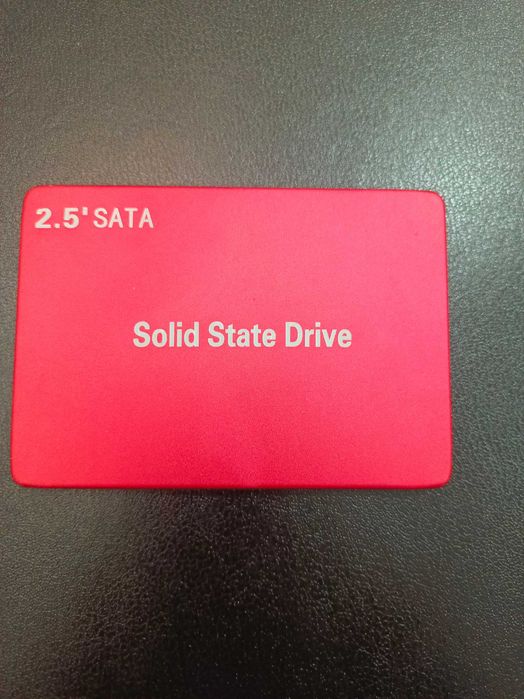 2.5' SATA
Solid State Drive